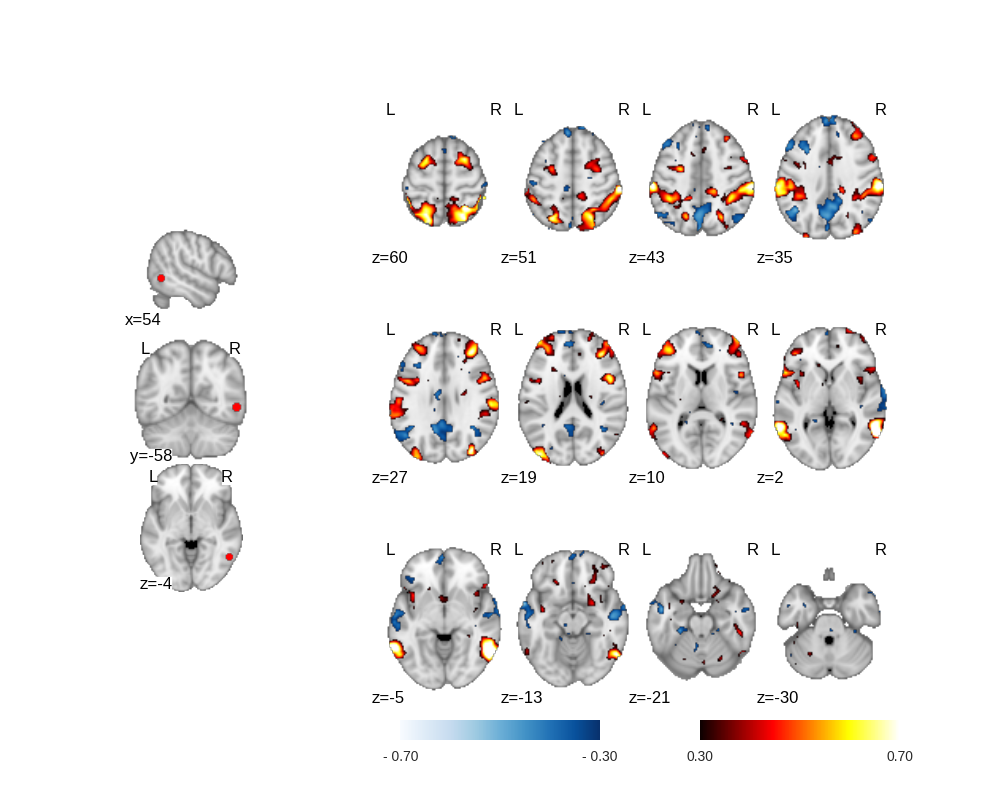 L R L R L R L R
z=60 z=51 z=43 z=35
x=54
L R
y=-58
L R
z=-4
L R L R L R L R
z=27 z=19 z=10 z=2
L R L R L R L R
z=-5 z=-13 z=-21 z=-30
- 0.70 - 0.30 0.30 0.70